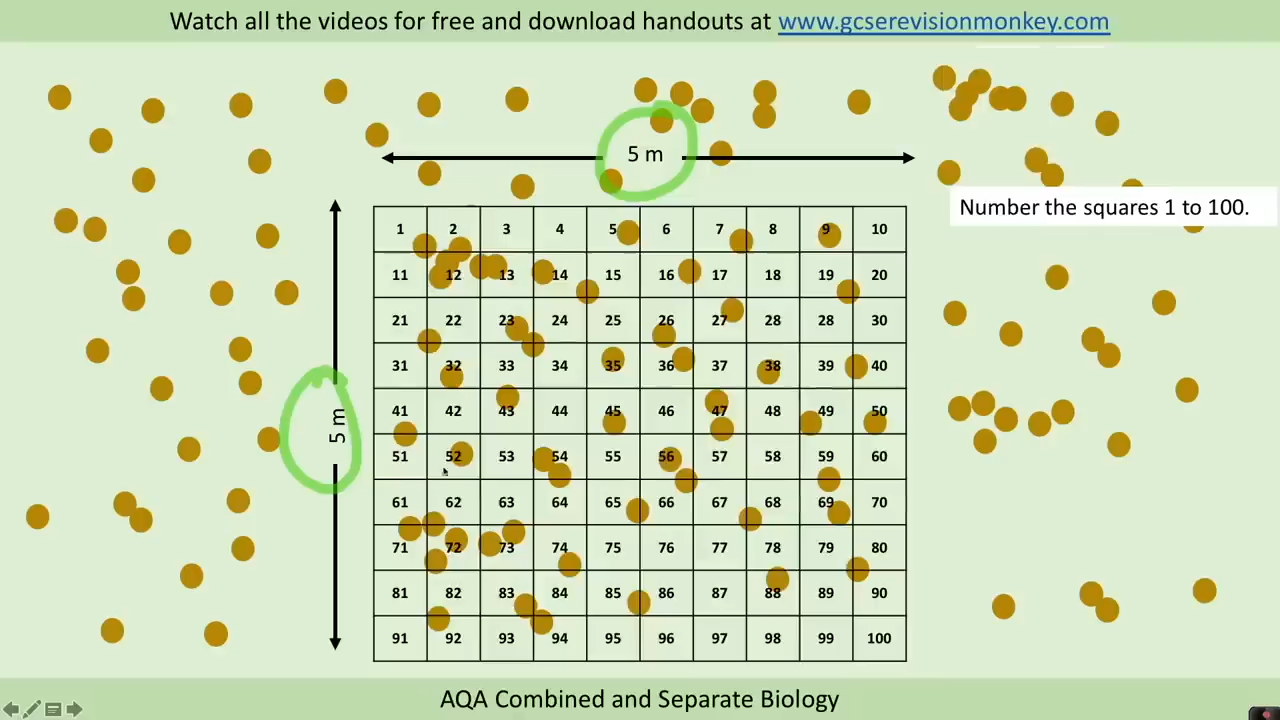 Watch all the videos for free and download handouts at www.gcserevisionmonkey.com
5 m
Number the squares 1 to 100.
5 m
1 2 3 4 5 6 7 8 9 10
11 12 13 14 15 16 17 18 19 20
21 22 23 24 25 26 27 28 28 30
31 32 33 34 35 36 37 38 39 40
41 42 43 44 45 46 47 48 49 50
51 52 53 54 55 56 57 58 59 60
61 62 63 64 65 66 67 68 69 70
71 72 73 74 75 76 77 78 79 80
81 82 83 84 85 86 87 88 89 90
91 92 93 94 95 96 97 98 99 100
AQA Combined and Separate Biology